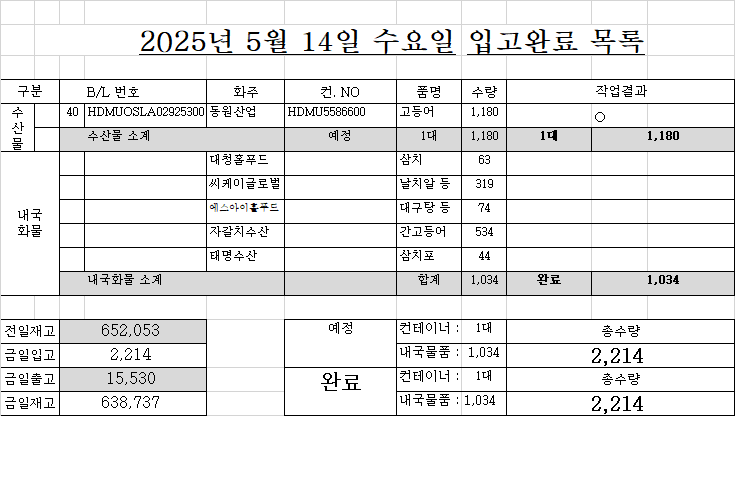 2025년 5월 14일 수요일 입고완료 목록
구분 B/L 번호 화주 컨. NO 품명 수량 작업결과
수산물 40 HDMUOSLA02925300 동원산업 HDMU5586600 고등어 1,180 ○
수산물 소계 예정 1대 1,180 1대 1,180
내국화물 대청홀푸드 삼치 63
씨케이글로벌 날치알 등 319
에스아이홀푸드 대구탕 등 74
자갈치수산 간고등어 534
태명수산 삼치포 44
내국화물 소계 합계 1,034 완료 1,034
전일재고 652,053 예정 컨테이너 : 1대 총수량
금일입고 2,214 내국물품 : 1,034 2,214
금일출고 15,530 완료 컨테이너 : 1대 총수량
금일재고 638,737 내국물품 : 1,034 2,214